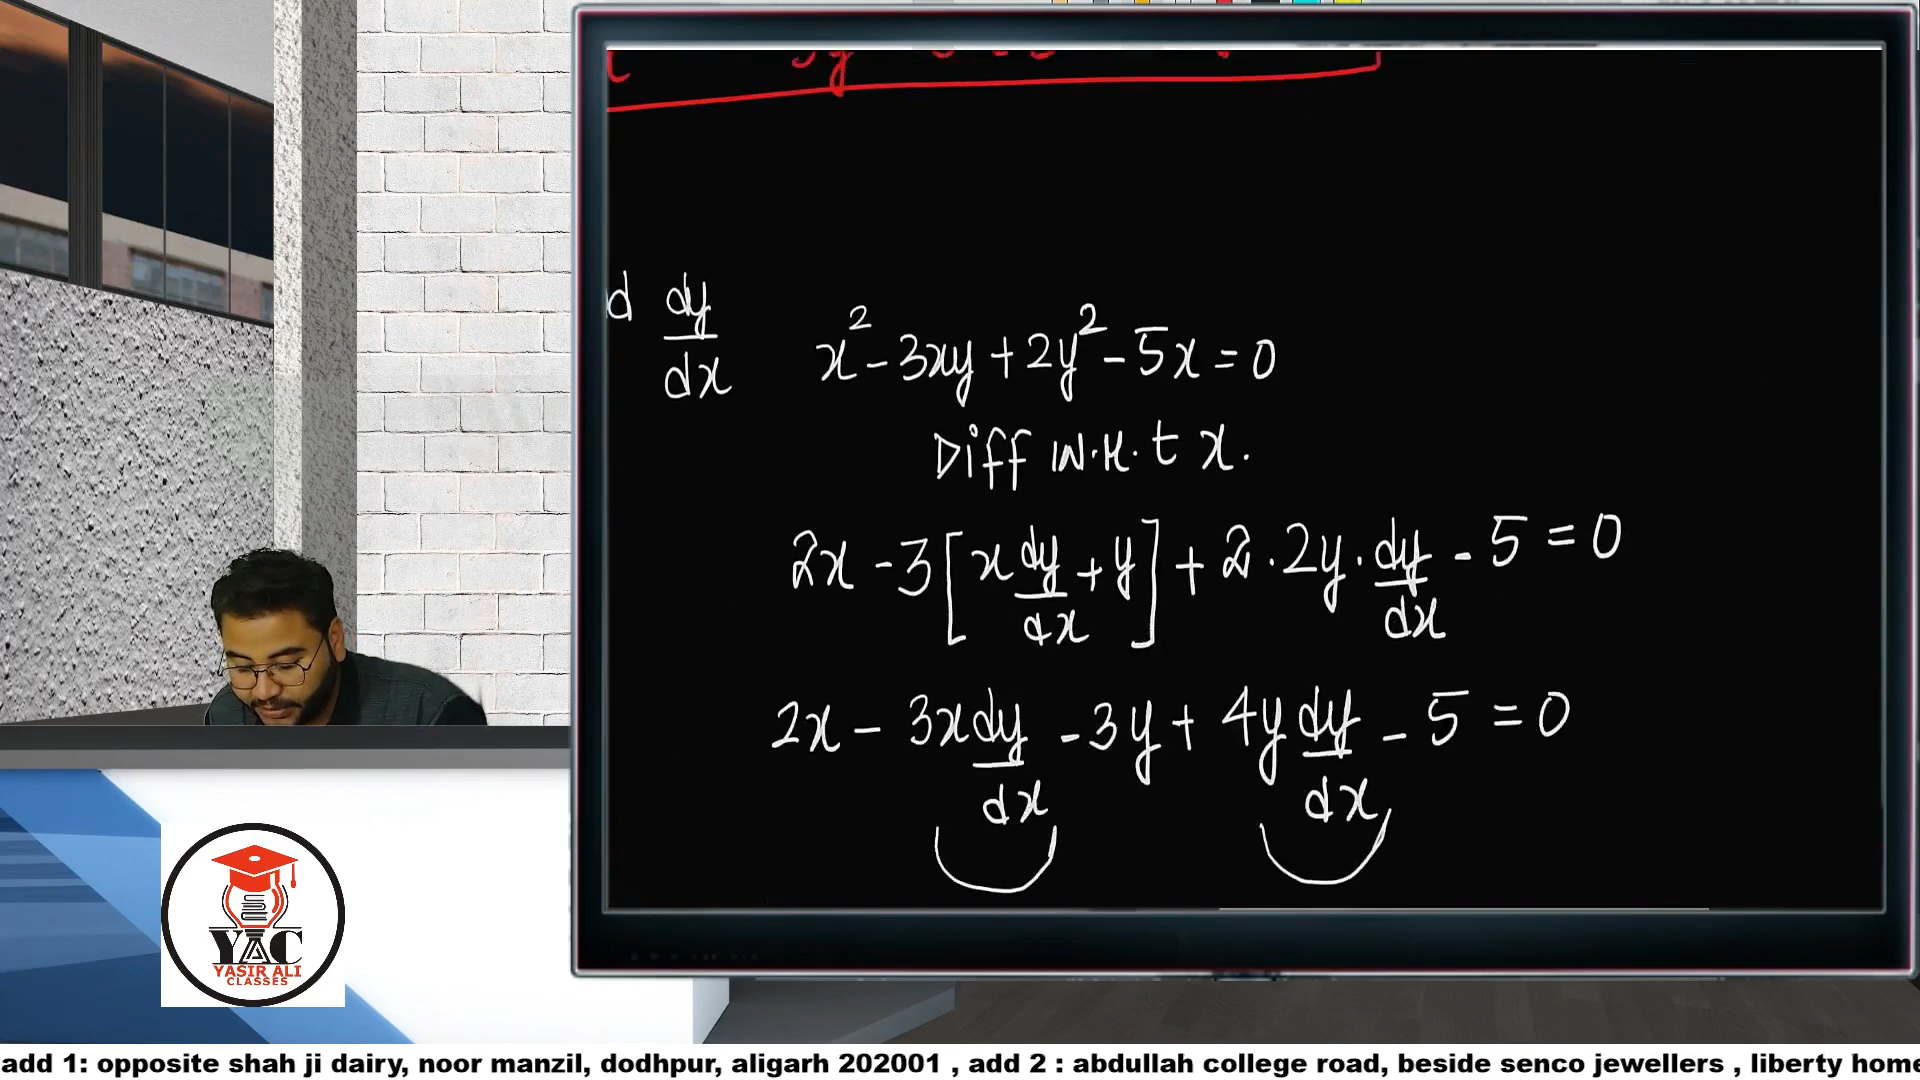 d dy/dx x² - 3xy + 2y² - 5x = 0
Diff w.r.t x.
2x - 3[x dy/dx + y] + 2 · 2y · dy/dx - 5 = 0
2x - 3x dy/dx - 3y + 4y dy/dx - 5 = 0
YAC
YASIR ALI
CLASSES
add 1: opposite shah ji dairy, noor manzil, dodhpur, aligarh 202001 , add 2 : abdullah college road, beside senco jewellers , liberty home